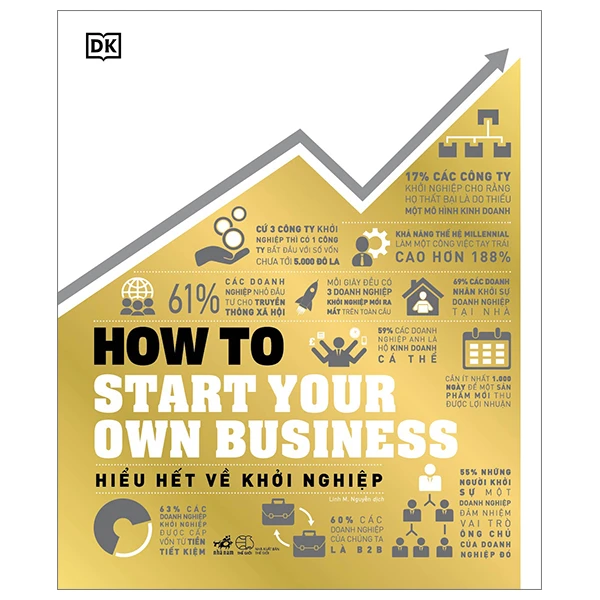 DK
17% CÁC CÔNG TY
KHỞI NGHIỆP CHO RẰNG
HỌ THẤT BẠI LÀ DO THIẾU
MỘT MÔ HÌNH KINH DOANH
CỨ 3 CÔNG TY KHỞI
NGHIỆP THÌ CÓ 1 CÔNG
TY BẮT ĐẦU VỚI SỐ VỐN
CHƯA TỚI 5.000 ĐÔ LA
KHẢ NĂNG THẾ HỆ MILLENNIAL
LÀM MỘT CÔNG VIỆC TAY TRÁI
CAO HƠN 188%
61%
CÁC DOANH
NGHIỆP NHỎ ĐẦU
TƯ CHO TRUYỀN
THÔNG XÃ HỘI
MỖI GIÂY ĐỀU CÓ
3 DOANH NGHIỆP
KHỞI NGHIỆP MỚI RA
MẮT TRÊN TOÀN CẦU
69% CÁC DOANH
NHÂN KHỞI SỰ
DOANH NGHIỆP
TẠI NHÀ
HOW TO
START YOUR
OWN BUSINESS
59% CÁC DOANH
NGHIỆP ANH LÀ
HỘ KINH DOANH
CÁ THỂ
CẦN ÍT NHẤT 1.000
NGÀY ĐỂ MỘT SẢN
PHẨM MỚI THU
ĐƯỢC LỢI NHUẬN
HIỂU HẾT VỀ KHỞI NGHIỆP
Linh M. Nguyễn dịch
63% CÁC
DOANH NGHIỆP
KHỞI NGHIỆP
ĐƯỢC CẤP
VỐN TỪ TIỀN
TIẾT KIỆM
nhã nam
thế giới
60% CÁC
DOANH NGHIỆP
CỦA CHÚNG TA
LÀ B2B
55% NHỮNG
NGƯỜI KHỞI
SỰ MỘT
DOANH NGHIỆP
ĐẢM NHIỆM
VAI TRÒ
ÔNG CHỦ
CỦA DOANH
NGHIỆP ĐÓ